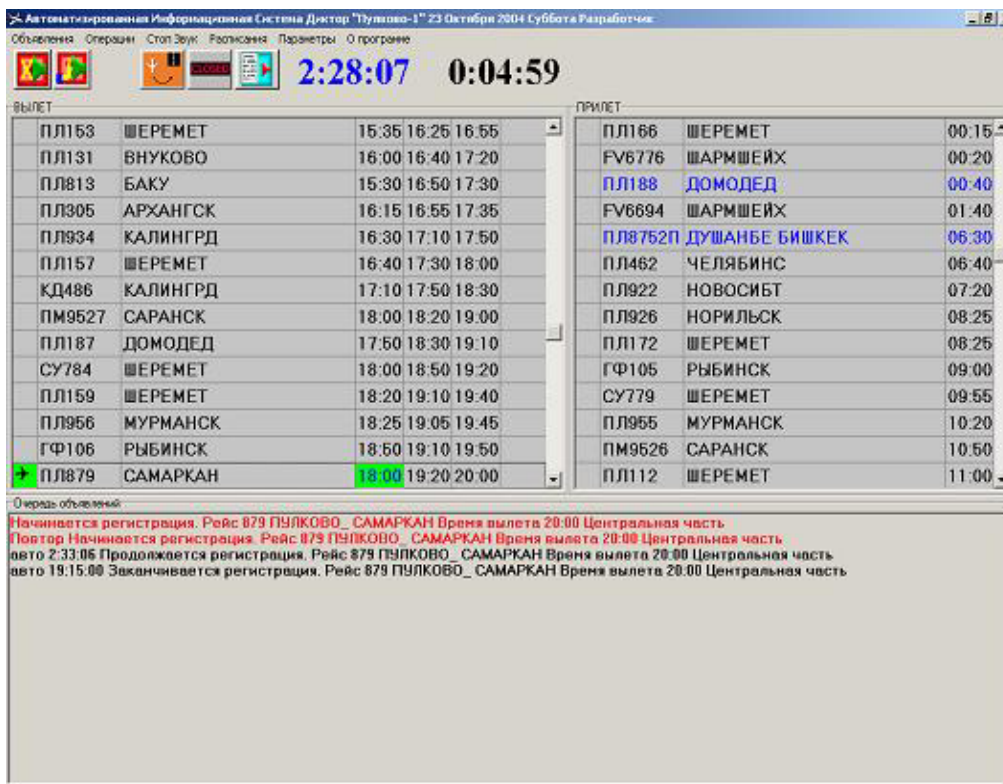 Автоматизированная Информационная Система Диктор "Пулково-1" 23 Октября 2004 Суббота Разработчик:
Объявления Операции Стоп Звук Расписания Параметры О программе
CLOSED 2:28:07 0:04:59
ВЫЛЕТ
ПЛ153 ШЕРЕМЕТ 15:35 16:25 16:55
ПЛ131 ВНУКОВО 16:00 16:40 17:20
ПЛ813 БАКУ 15:30 16:50 17:30
ПЛ305 АРХАНГСК 16:15 16:55 17:35
ПЛ934 КАЛИНГРД 16:30 17:10 17:50
ПЛ157 ШЕРЕМЕТ 16:40 17:30 18:00
КД486 КАЛИНГРД 17:10 17:50 18:30
ПМ9527 САРАНСК 18:00 18:20 19:00
ПЛ187 ДОМОДЕД 17:50 18:30 19:10
СУ784 ШЕРЕМЕТ 18:00 18:50 19:20
ПЛ159 ШЕРЕМЕТ 18:20 19:10 19:40
ПЛ956 МУРМАНСК 18:25 19:05 19:45
ГФ106 РЫБИНСК 18:50 19:10 19:50
ПЛ879 САМАРКАН 18:00 19:20 20:00
ПРИЛЕТ
ПЛ166 ШЕРЕМЕТ 00:15
FV6776 ШАРМШЕЙХ 00:20
ПЛ188 ДОМОДЕД 00:40
FV6694 ШАРМШЕЙХ 01:40
ПЛ8752П ДУШАНБЕ БИШКЕК 06:30
ПЛ462 ЧЕЛЯБИНС 06:40
ПЛ922 НОВОСИБТ 07:20
ПЛ926 НОРИЛЬСК 08:25
ПЛ172 ШЕРЕМЕТ 08:25
ГФ105 РЫБИНСК 09:00
СУ779 ШЕРЕМЕТ 09:55
ПЛ955 МУРМАНСК 10:20
ПМ9526 САРАНСК 10:50
ПЛ112 ШЕРЕМЕТ 11:00
Очередь объявлений
Начинается регистрация. Рейс 879 ПУЛКОВО_ САМАРКАН Время вылета 20:00 Центральная часть
Повтор Начинается регистрация. Рейс 879 ПУЛКОВО_ САМАРКАН Время вылета 20:00 Центральная часть
авто 2:33:06 Продолжается регистрация. Рейс 879 ПУЛКОВО_ САМАРКАН Время вылета 20:00 Центральная часть
авто 19:15:00 Заканчивается регистрация. Рейс 879 ПУЛКОВО_ САМАРКАН Время вылета 20:00 Центральная часть